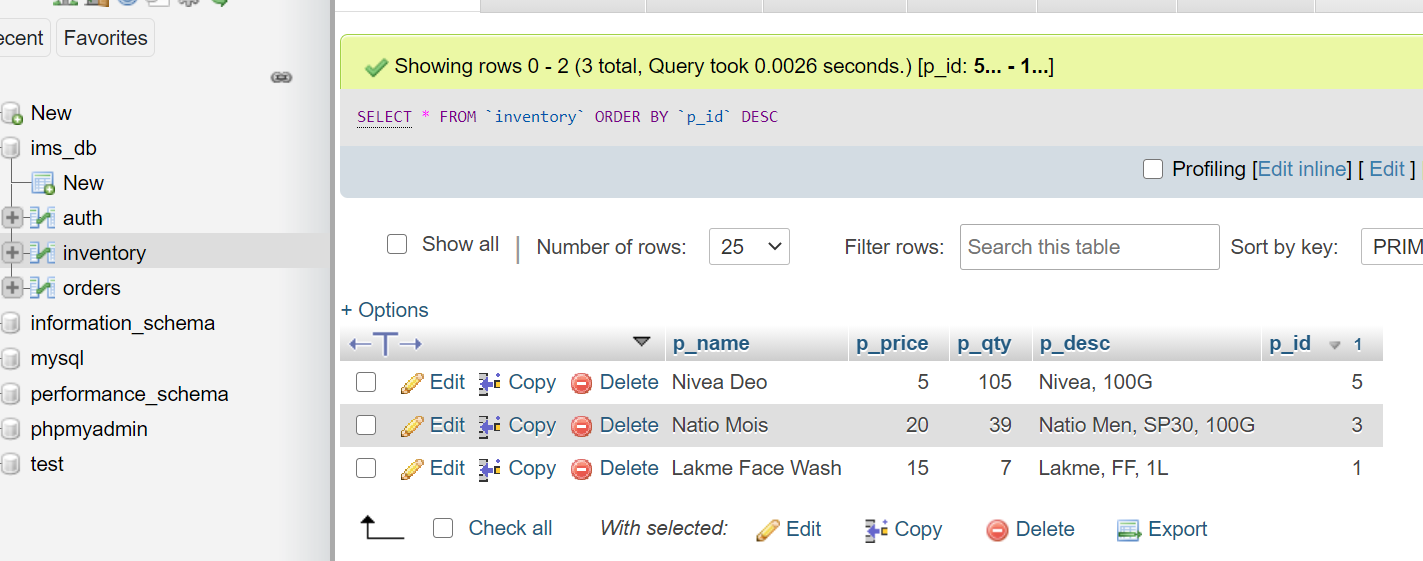 ecent Favorites
New
ims_db
New
auth
inventory
orders
information_schema
mysql
performance_schema
phpmyadmin
test
Showing rows 0 - 2 (3 total, Query took 0.0026 seconds.) [p_id: 5... - 1...]
SELECT * FROM `inventory` ORDER BY `p_id` DESC
Profiling [Edit inline] [ Edit ]
Show all | Number of rows: 25 Filter rows: Search this table Sort by key: PRIM
+ Options
p_name p_price p_qty p_desc p_id 1
Edit Copy Delete Nivea Deo 5 105 Nivea, 100G 5
Edit Copy Delete Natio Mois 20 39 Natio Men, SP30, 100G 3
Edit Copy Delete Lakme Face Wash 15 7 Lakme, FF, 1L 1
Check all With selected: Edit Copy Delete Export